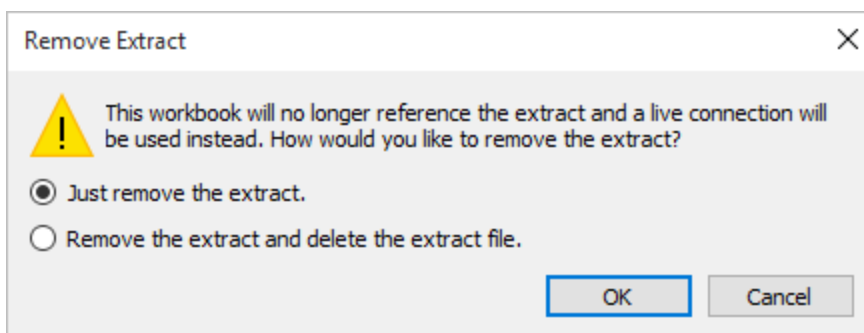 Remove Extract
This workbook will no longer reference the extract and a live connection will
be used instead. How would you like to remove the extract?
Just remove the extract.
Remove the extract and delete the extract file.
OK Cancel